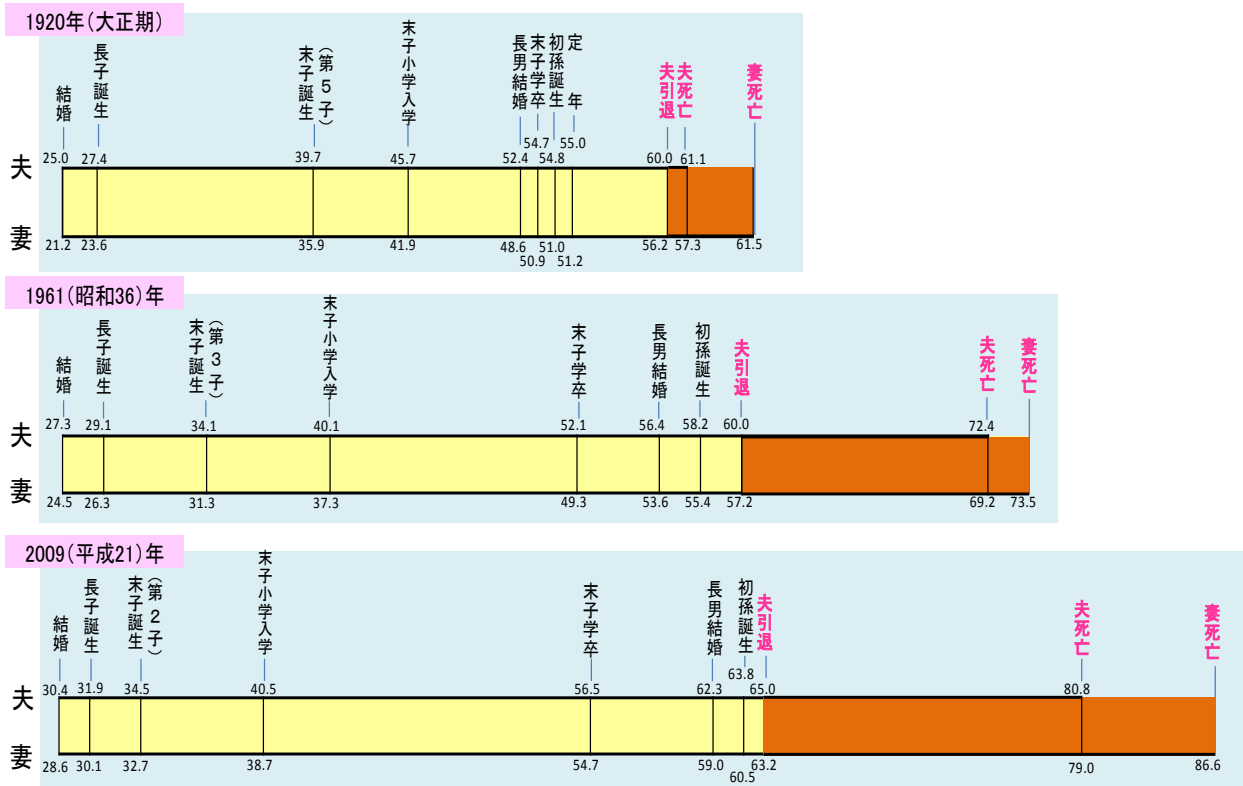 1920年(大正期)
結婚
長子誕生
(第5子)
末子誕生
末子小学入学
長男結婚
末子学卒
初孫誕生
定年
夫引退
夫死亡
妻死亡
夫
25.0 27.4 39.7 45.7 52.4 54.7 54.8 55.0 60.0 61.1
妻
21.2 23.6 35.9 41.9 48.6 50.9 51.0 51.2 56.2 57.3 61.5
1961(昭和36)年
結婚
長子誕生
(第3子)
末子誕生
末子小学入学
末子学卒
長男結婚
初孫誕生
夫引退
夫死亡
妻死亡
夫
27.3 29.1 34.1 40.1 52.1 56.4 58.2 60.0 72.4
妻
24.5 26.3 31.3 37.3 49.3 53.6 55.4 57.2 69.2 73.5
2009(平成21)年
結婚
長子誕生
(第2子)
末子誕生
末子小学入学
末子学卒
長男結婚
初孫誕生
夫引退
夫死亡
妻死亡
夫
30.4 31.9 34.5 40.5 56.5 62.3 63.8 65.0 80.8
妻
28.6 30.1 32.7 38.7 54.7 59.0 60.5 63.2 79.0 86.6